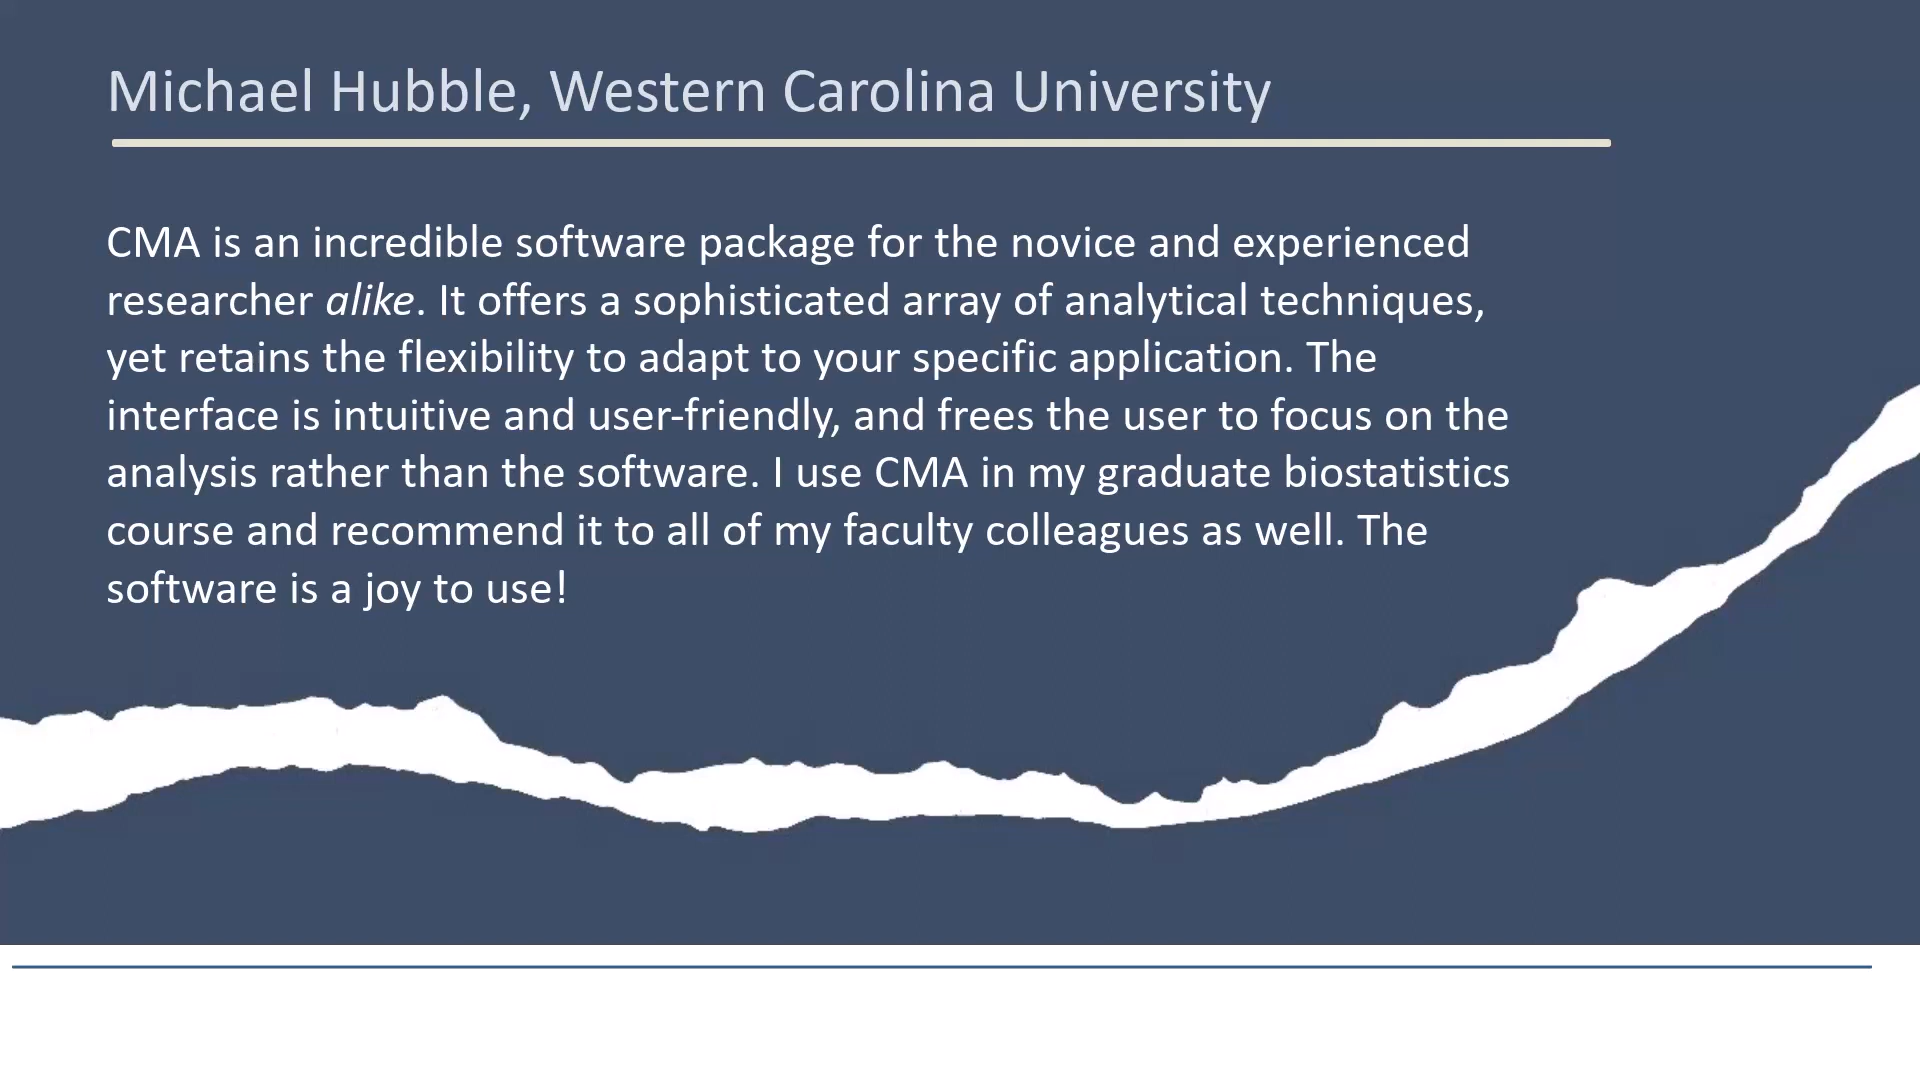 Michael Hubble, Western Carolina University
CMA is an incredible software package for the novice and experienced
researcher alike. It offers a sophisticated array of analytical techniques,
yet retains the flexibility to adapt to your specific application. The
interface is intuitive and user-friendly, and frees the user to focus on the
analysis rather than the software. I use CMA in my graduate biostatistics
course and recommend it to all of my faculty colleagues as well. The
software is a joy to use!